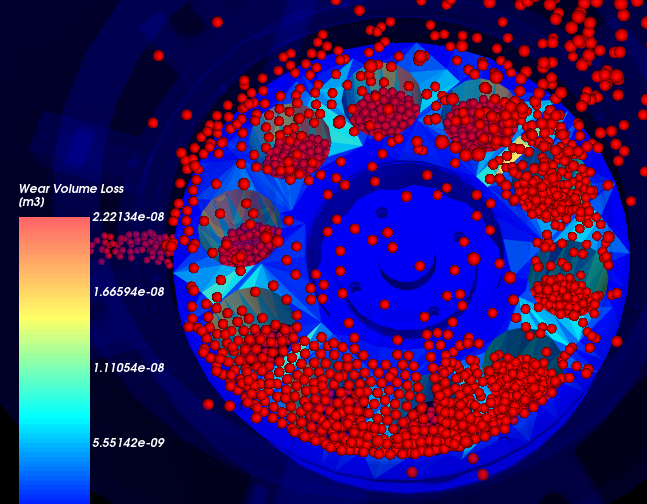 Wear Volume Loss
(m3)
2.22134e-08
1.66594e-08
1.11054e-08
5.55142e-09